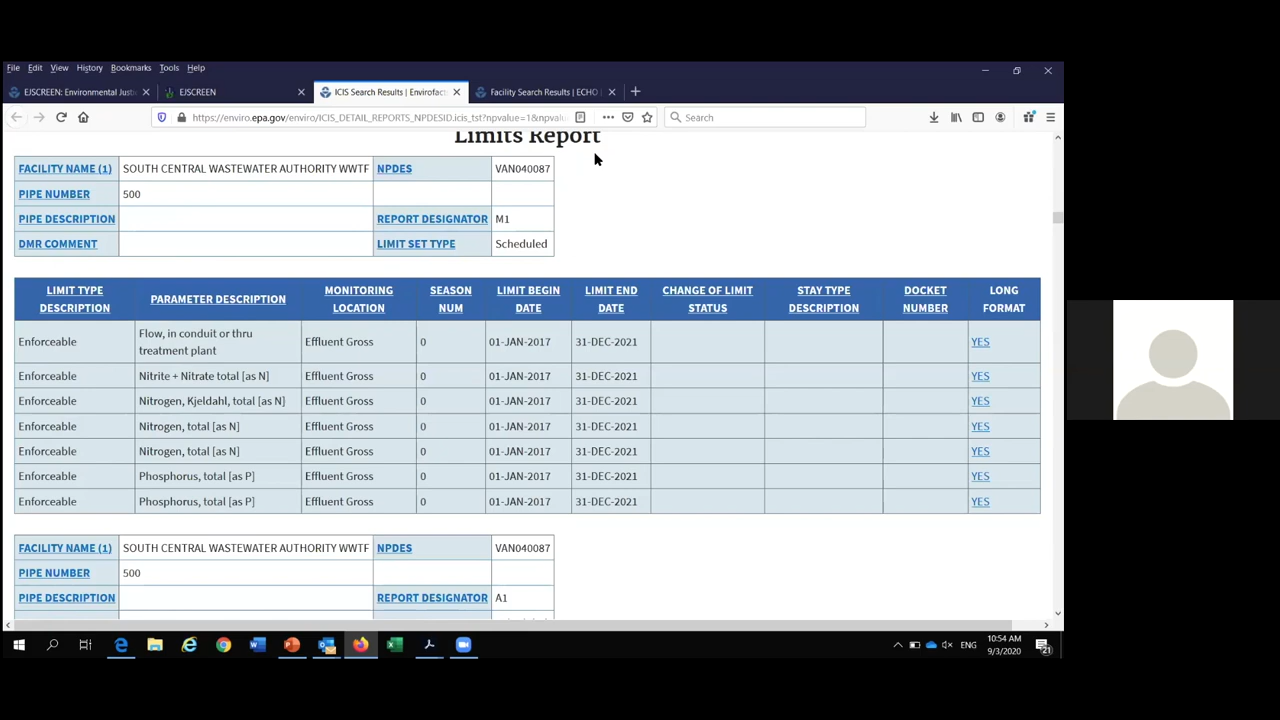 File Edit View History Bookmarks Tools Help
EJSCREEN: Environmental Justi
EJSCREEN
ICIS Search Results | Envirofact
Facility Search Results | ECHO
https://enviro.epa.gov/enviro/ICIS_DETAIL_REPORTS_NPDESID.icis_tst?npvalue=1&npvalu
Search
Limits Report
FACILITY NAME (1) SOUTH CENTRAL WASTEWATER AUTHORITY WWTF NPDES VAN040087
PIPE NUMBER 500
PIPE DESCRIPTION REPORT DESIGNATOR M1
DMR COMMENT LIMIT SET TYPE Scheduled
LIMIT TYPE DESCRIPTION PARAMETER DESCRIPTION MONITORING LOCATION SEASON NUM LIMIT BEGIN DATE LIMIT END DATE CHANGE OF LIMIT STATUS STAY TYPE DESCRIPTION DOCKET NUMBER LONG FORMAT
Enforceable Flow, in conduit or thru treatment plant Effluent Gross 0 01-JAN-2017 31-DEC-2021 YES
Enforceable Nitrite + Nitrate total [as N] Effluent Gross 0 01-JAN-2017 31-DEC-2021 YES
Enforceable Nitrogen, Kjeldahl, total [as N] Effluent Gross 0 01-JAN-2017 31-DEC-2021 YES
Enforceable Nitrogen, total [as N] Effluent Gross 0 01-JAN-2017 31-DEC-2021 YES
Enforceable Nitrogen, total [as N] Effluent Gross 0 01-JAN-2017 31-DEC-2021 YES
Enforceable Phosphorus, total [as P] Effluent Gross 0 01-JAN-2017 31-DEC-2021 YES
Enforceable Phosphorus, total [as P] Effluent Gross 0 01-JAN-2017 31-DEC-2021 YES
FACILITY NAME (1) SOUTH CENTRAL WASTEWATER AUTHORITY WWTF NPDES VAN040087
PIPE NUMBER 500
PIPE DESCRIPTION REPORT DESIGNATOR A1
ENG
10:54 AM
9/3/2020
21